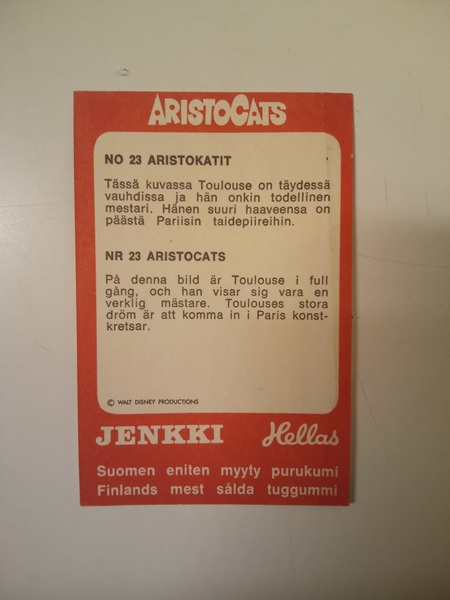 ARISTOCATS
NO 23 ARISTOKATIT
Tässä kuvassa Toulouse on täydessä
vauhdissa ja hän onkin todellinen
mestari. Hänen suuri haaveensa on
päästä Pariisin taidepiireihin.
NR 23 ARISTOCATS
På denna bild är Toulouse i full
gång, och han visar sig vara en
verklig mästare. Toulouses stora
dröm är att komma in i Paris konst-
kretsar.
© WALT DISNEY PRODUCTIONS
JENKKI Hellas
Suomen eniten myyty purukumi
Finlands mest sålda tuggummi